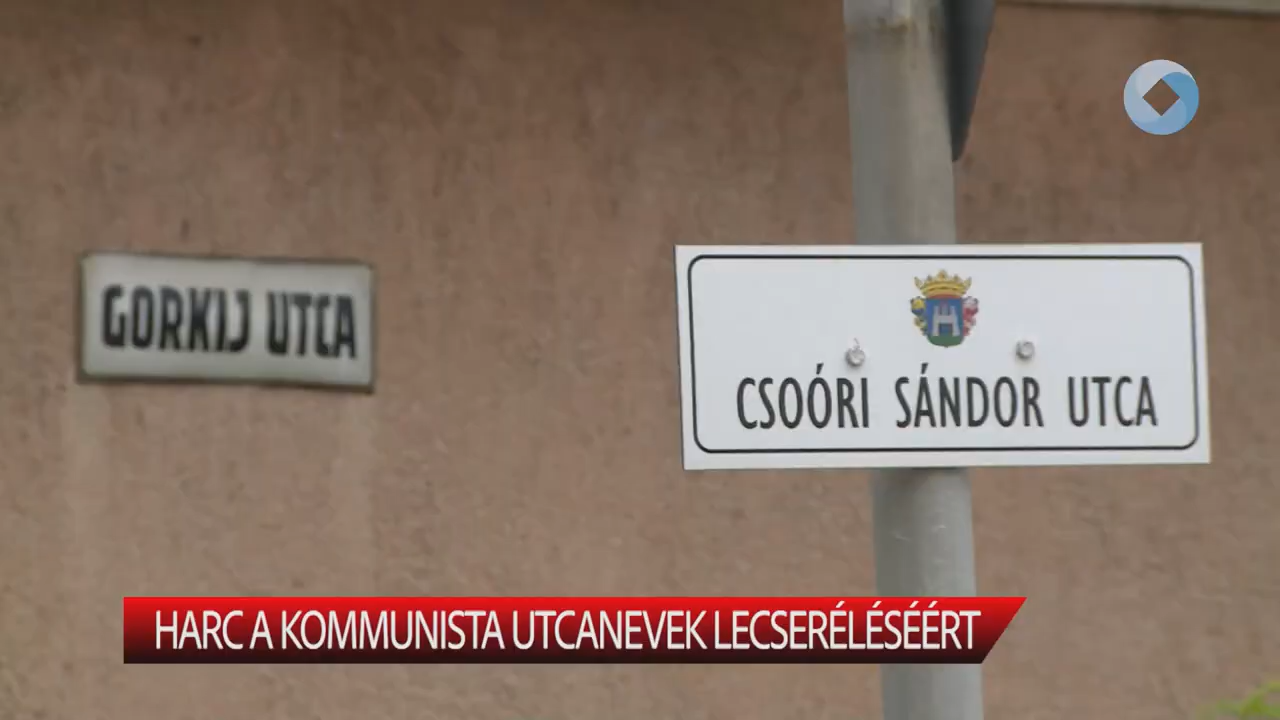 GORKIJ UTCA
CSOÓRI SÁNDOR UTCA
HARC A KOMMUNISTA UTCANEVEK LECSERÉLÉSÉÉRT